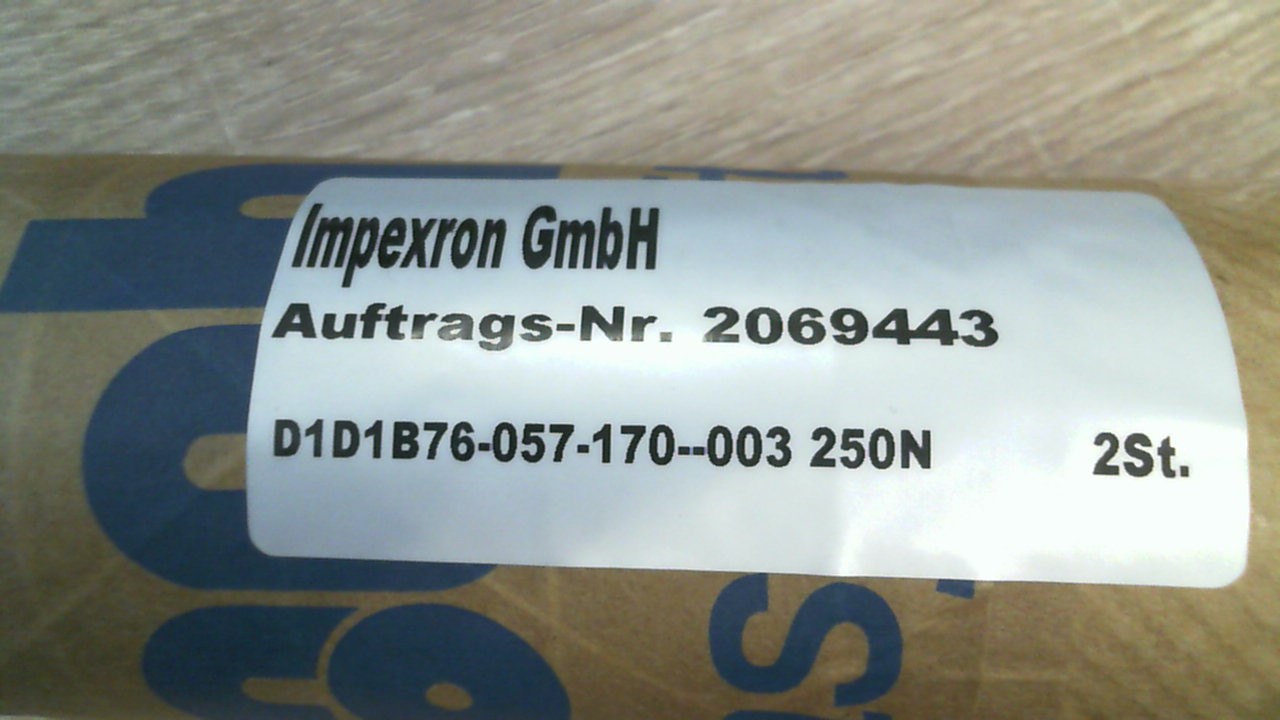 Impexron GmbH
Auftrags-Nr. 2069443
D1D1B76-057-170--003 250N 2St.